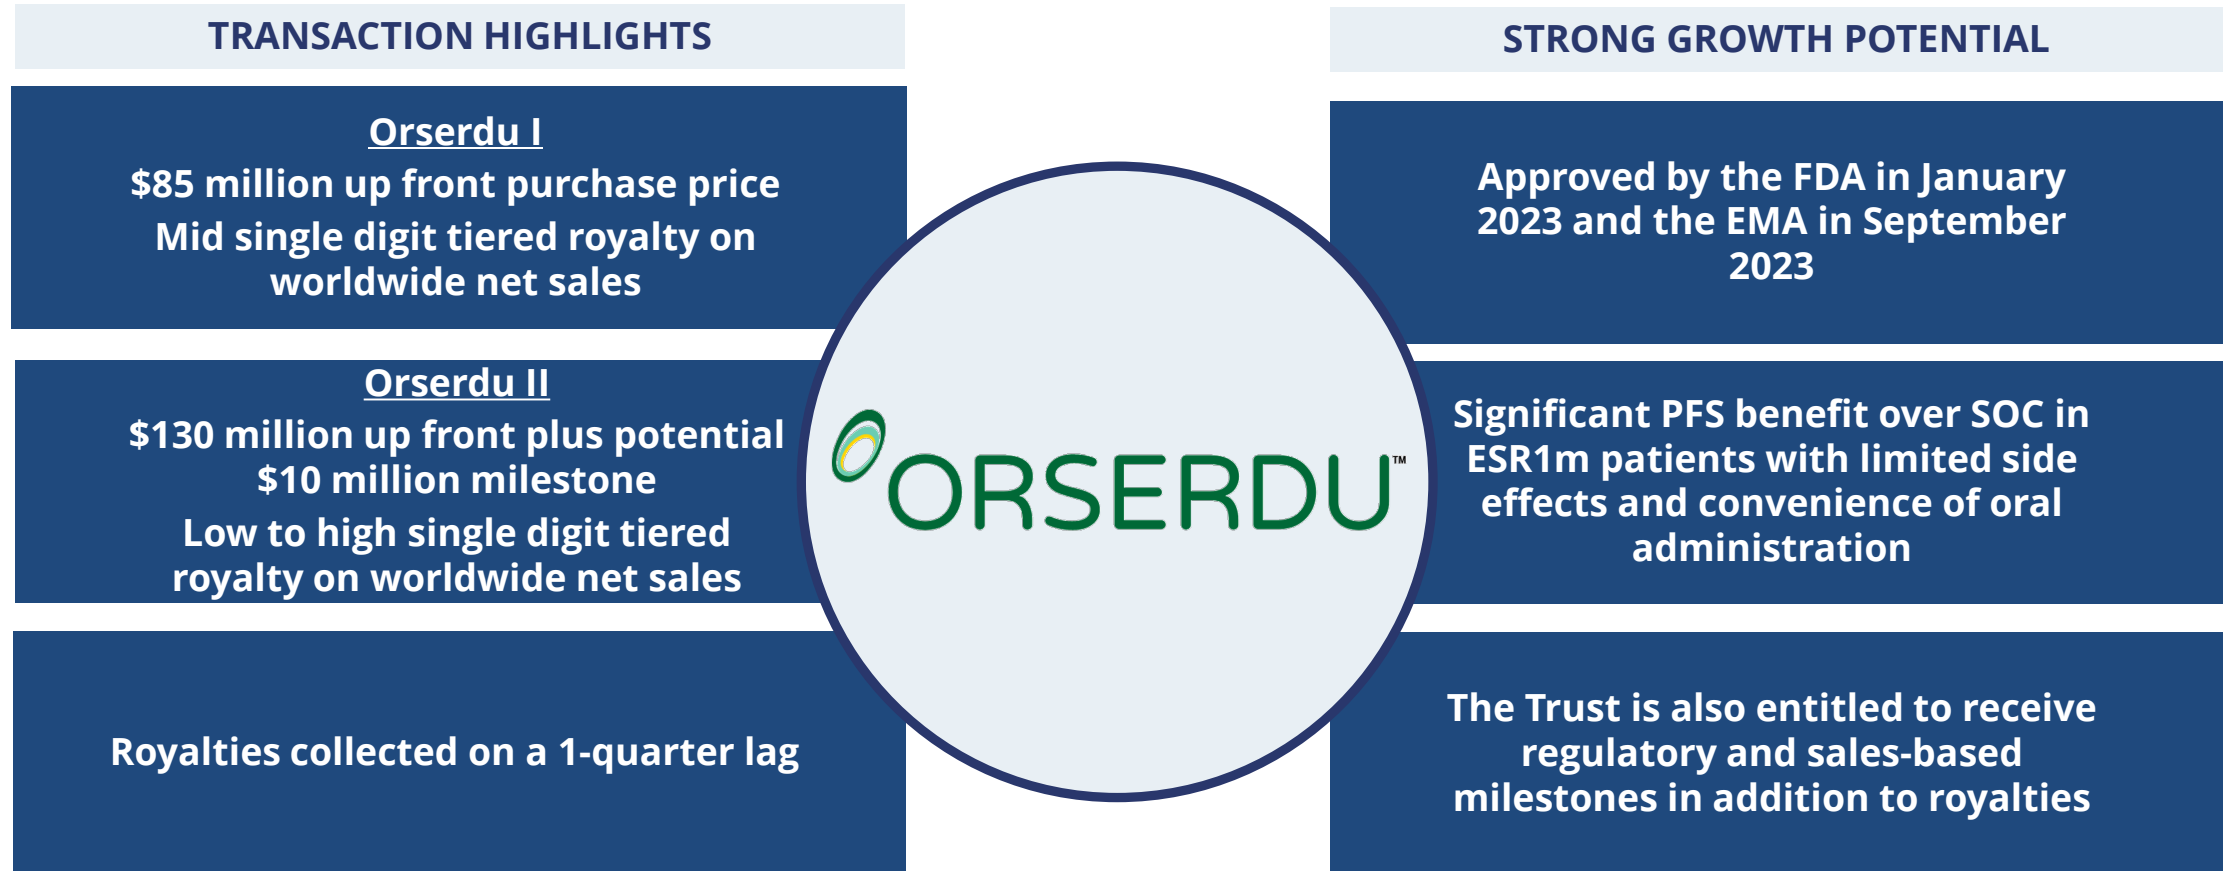 TRANSACTION HIGHLIGHTS
Orserdu I
$85 million up front purchase price
Mid single digit tiered royalty on
worldwide net sales
Orserdu II
$130 million up front plus potential
$10 million milestone
Low to high single digit tiered
royalty on worldwide net sales
Royalties collected on a 1-quarter lag
ORSERDU™
STRONG GROWTH POTENTIAL
Approved by the FDA in January
2023 and the EMA in September
2023
Significant PFS benefit over SOC in
ESR1m patients with limited side
effects and convenience of oral
administration
The Trust is also entitled to receive
regulatory and sales-based
milestones in addition to royalties